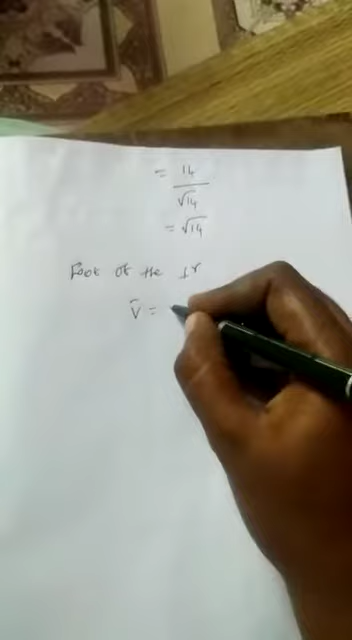 = 14
√14
= √14
Foot of the ⊥r
v̄ =